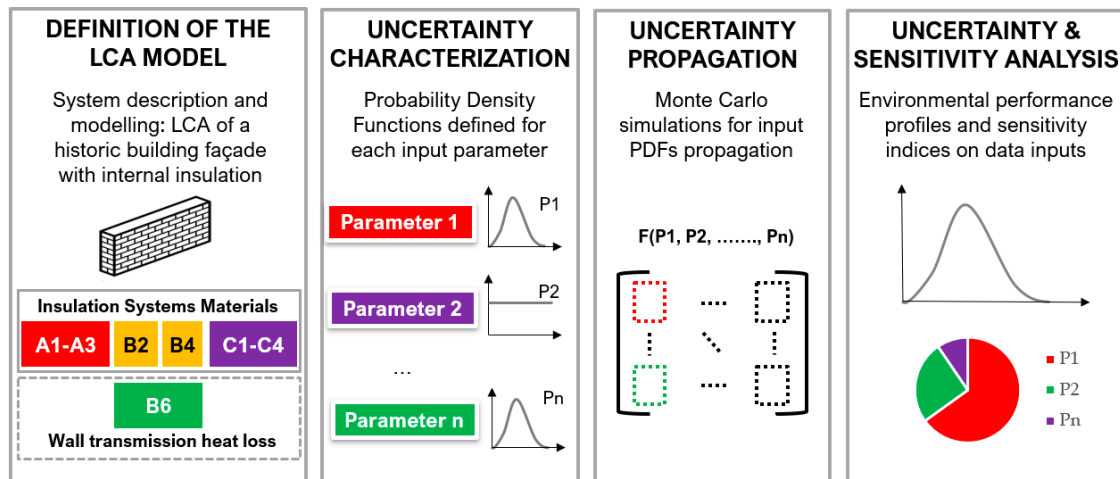 DEFINITION OF THE
LCA MODEL
System description and
modelling: LCA of a
historic building façade
with internal insulation
Insulation Systems Materials
A1-A3 B2 B4 C1-C4
B6
Wall transmission heat loss
UNCERTAINTY
CHARACTERIZATION
Probability Density
Functions defined for
each input parameter
Parameter 1 P1
Parameter 2 P2
...
Parameter n Pn
UNCERTAINTY
PROPAGATION
Monte Carlo
simulations for input
PDFs propagation
F(P1, P2, ……., Pn)
UNCERTAINTY &
SENSITIVITY ANALYSIS
Environmental performance
profiles and sensitivity
indices on data inputs
P1
P2
Pn